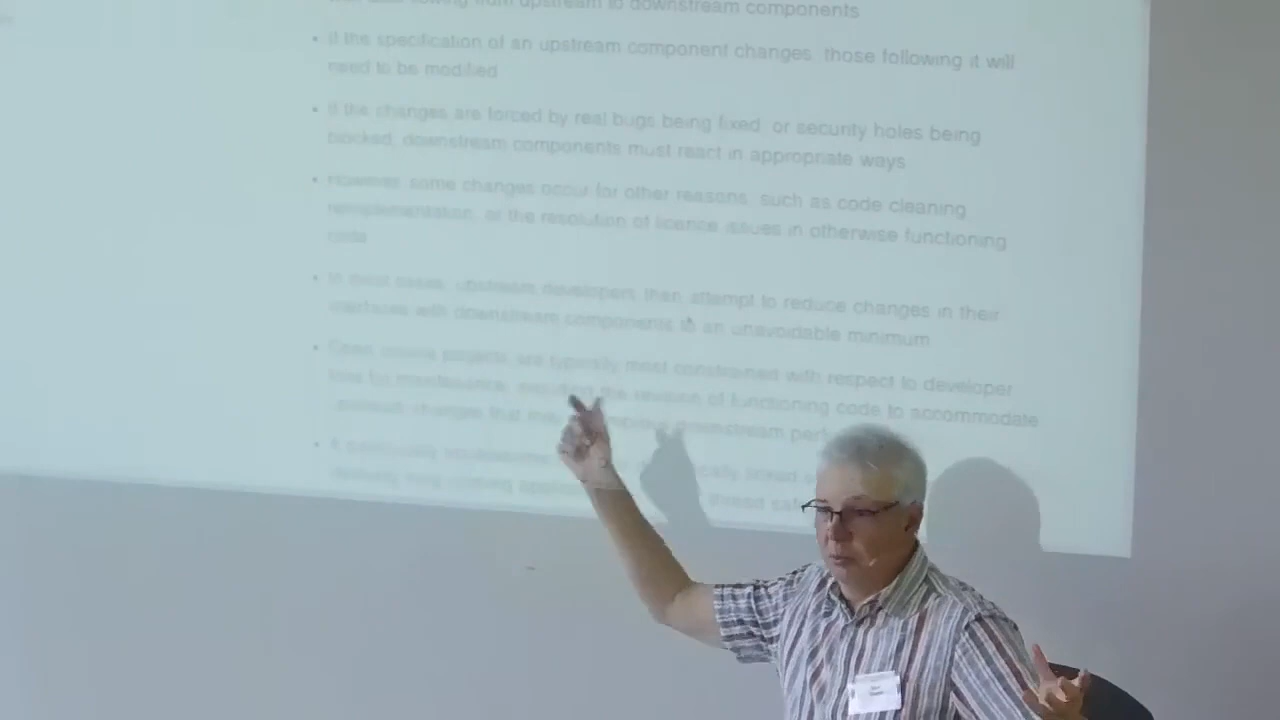 flowing from upstream to downstream components
• if the specification of an upstream component changes, those following it will
need to be modified
• if the changes are forced by real bugs being fixed, or security holes being
blocked, downstream components must react in appropriate ways
• However, some changes occur for other reasons, such as code cleaning
reimplementation, or the resolution of licence issues in otherwise functioning
code
• In most cases, upstream developers then attempt to reduce changes in their
interfaces with downstream components to an unavoidable minimum
• Open source projects are typically most constrained with respect to developer
time for maintenance, the revision of functioning code to accommodate
changes that downstream
• If
thread